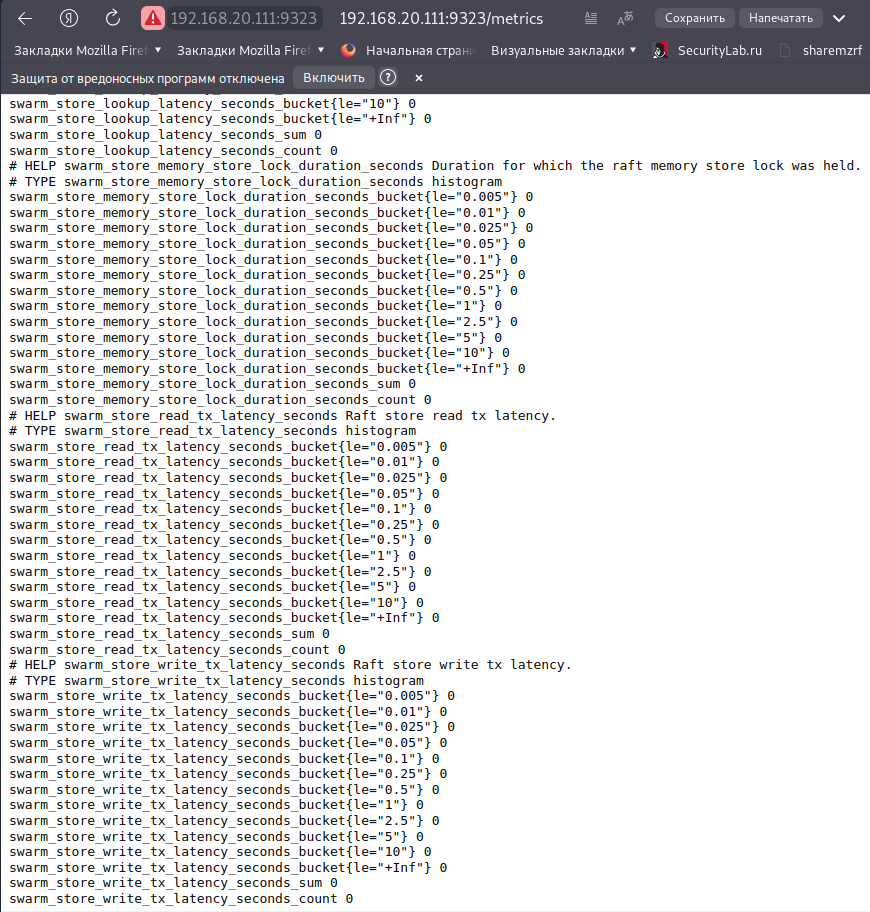 192.168.20.111:9323 192.168.20.111:9323/metrics Сохранить Напечатать
Закладки Mozilla Firef Закладки Mozilla Firef Начальная страни Визуальные закладки SecurityLab.ru sharemzrf
Защита от вредоносных программ отключена Включить ? ×
swarm_store_lookup_latency_seconds_bucket{le="10"} 0
swarm_store_lookup_latency_seconds_bucket{le="+Inf"} 0
swarm_store_lookup_latency_seconds_sum 0
swarm_store_lookup_latency_seconds_count 0
# HELP swarm_store_memory_store_lock_duration_seconds Duration for which the raft memory store lock was held.
# TYPE swarm_store_memory_store_lock_duration_seconds histogram
swarm_store_memory_store_lock_duration_seconds_bucket{le="0.005"} 0
swarm_store_memory_store_lock_duration_seconds_bucket{le="0.01"} 0
swarm_store_memory_store_lock_duration_seconds_bucket{le="0.025"} 0
swarm_store_memory_store_lock_duration_seconds_bucket{le="0.05"} 0
swarm_store_memory_store_lock_duration_seconds_bucket{le="0.1"} 0
swarm_store_memory_store_lock_duration_seconds_bucket{le="0.25"} 0
swarm_store_memory_store_lock_duration_seconds_bucket{le="0.5"} 0
swarm_store_memory_store_lock_duration_seconds_bucket{le="1"} 0
swarm_store_memory_store_lock_duration_seconds_bucket{le="2.5"} 0
swarm_store_memory_store_lock_duration_seconds_bucket{le="5"} 0
swarm_store_memory_store_lock_duration_seconds_bucket{le="10"} 0
swarm_store_memory_store_lock_duration_seconds_bucket{le="+Inf"} 0
swarm_store_memory_store_lock_duration_seconds_sum 0
swarm_store_memory_store_lock_duration_seconds_count 0
# HELP swarm_store_read_tx_latency_seconds Raft store read tx latency.
# TYPE swarm_store_read_tx_latency_seconds histogram
swarm_store_read_tx_latency_seconds_bucket{le="0.005"} 0
swarm_store_read_tx_latency_seconds_bucket{le="0.01"} 0
swarm_store_read_tx_latency_seconds_bucket{le="0.025"} 0
swarm_store_read_tx_latency_seconds_bucket{le="0.05"} 0
swarm_store_read_tx_latency_seconds_bucket{le="0.1"} 0
swarm_store_read_tx_latency_seconds_bucket{le="0.25"} 0
swarm_store_read_tx_latency_seconds_bucket{le="0.5"} 0
swarm_store_read_tx_latency_seconds_bucket{le="1"} 0
swarm_store_read_tx_latency_seconds_bucket{le="2.5"} 0
swarm_store_read_tx_latency_seconds_bucket{le="5"} 0
swarm_store_read_tx_latency_seconds_bucket{le="10"} 0
swarm_store_read_tx_latency_seconds_bucket{le="+Inf"} 0
swarm_store_read_tx_latency_seconds_sum 0
swarm_store_read_tx_latency_seconds_count 0
# HELP swarm_store_write_tx_latency_seconds Raft store write tx latency.
# TYPE swarm_store_write_tx_latency_seconds histogram
swarm_store_write_tx_latency_seconds_bucket{le="0.005"} 0
swarm_store_write_tx_latency_seconds_bucket{le="0.01"} 0
swarm_store_write_tx_latency_seconds_bucket{le="0.025"} 0
swarm_store_write_tx_latency_seconds_bucket{le="0.05"} 0
swarm_store_write_tx_latency_seconds_bucket{le="0.1"} 0
swarm_store_write_tx_latency_seconds_bucket{le="0.25"} 0
swarm_store_write_tx_latency_seconds_bucket{le="0.5"} 0
swarm_store_write_tx_latency_seconds_bucket{le="1"} 0
swarm_store_write_tx_latency_seconds_bucket{le="2.5"} 0
swarm_store_write_tx_latency_seconds_bucket{le="5"} 0
swarm_store_write_tx_latency_seconds_bucket{le="10"} 0
swarm_store_write_tx_latency_seconds_bucket{le="+Inf"} 0
swarm_store_write_tx_latency_seconds_sum 0
swarm_store_write_tx_latency_seconds_count 0